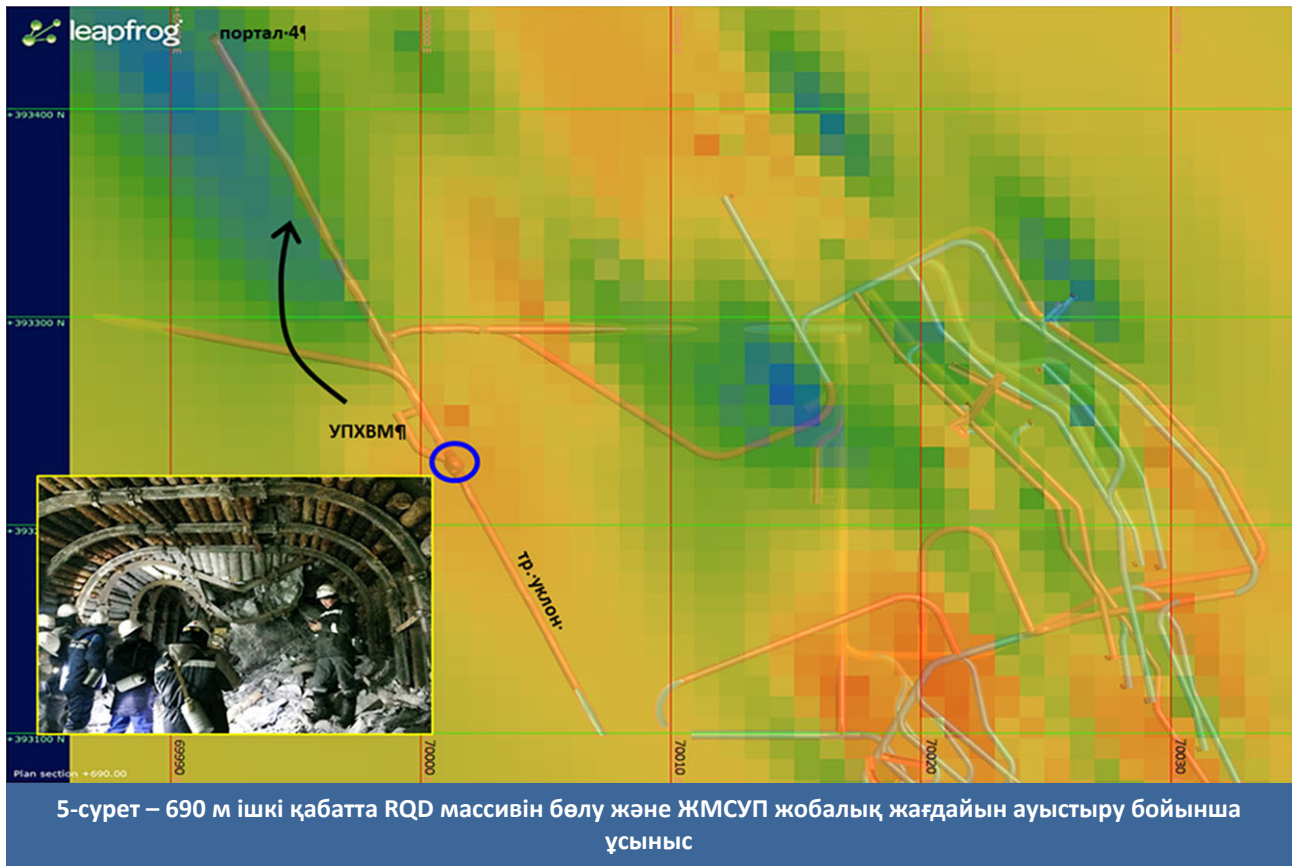 leapfrog
портал·4¶
+393400 N
+393300 N
УПХВМ¶
тр.·уклон·
+393100 N
69990
70000
70010
70020
70030
Plan section +690.00
5-сурет – 690 м ішкі қабатта RQD массивін бөлу және ЖМСУП жобалық жағдайын ауыстыру бойынша
ұсыныс